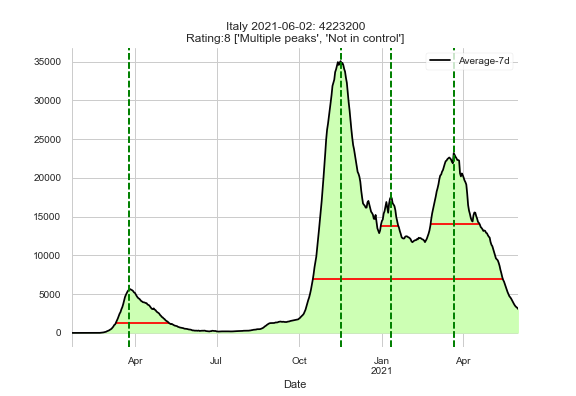 Italy 2021-06-02: 4223200
Rating:8 ['Multiple peaks', 'Not in control']
Average-7d
35000
30000
25000
20000
15000
10000
5000
0
Apr Jul Oct Jan Apr
2021
Date